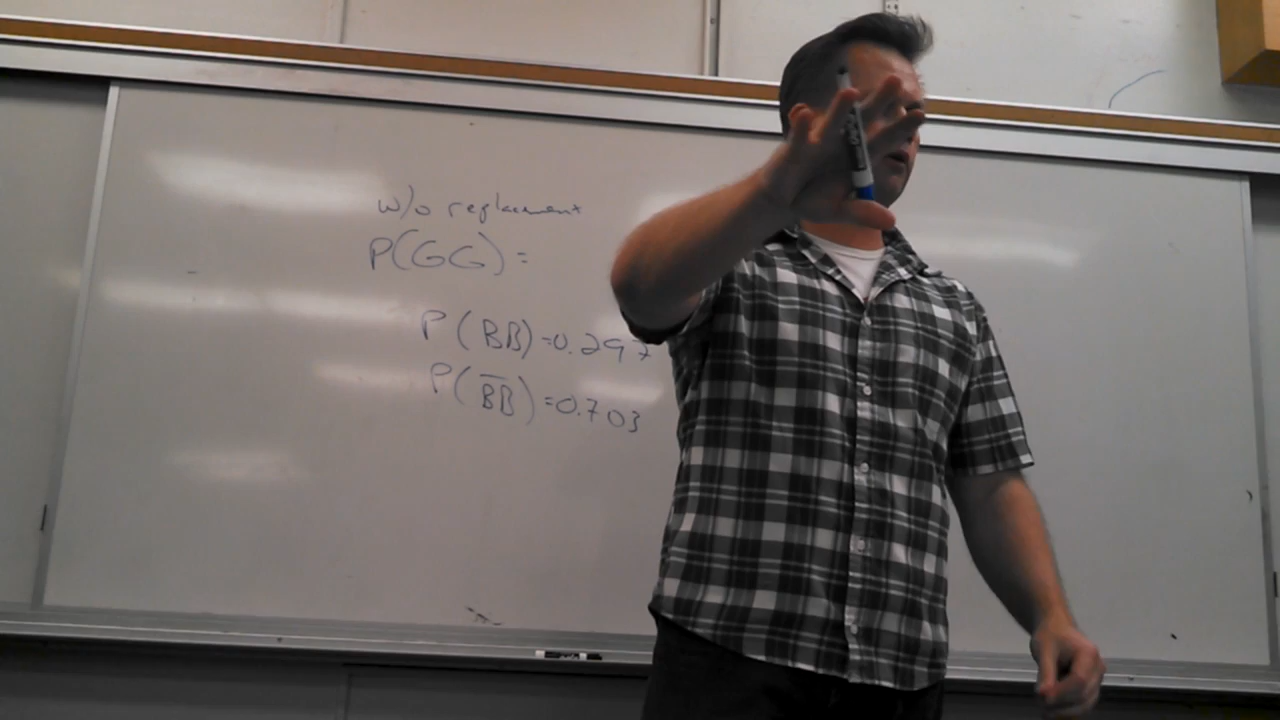 w/o replacement
P(GG) =
P(BB)=0.297
P(B̅B̅)=0.703